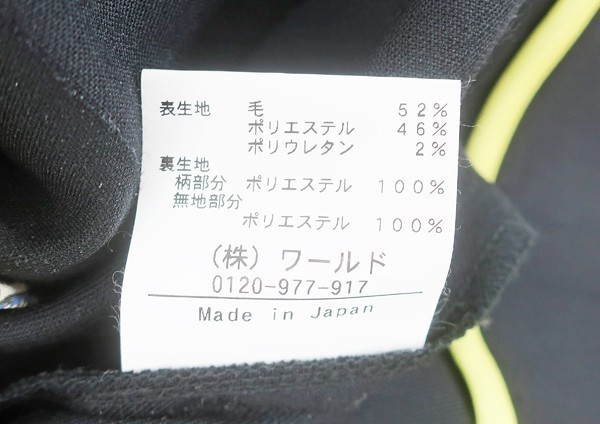 表生地 毛 52%
ポリエステル 46%
ポリウレタン 2%
裏生地
柄部分 ポリエステル 100%
無地部分
ポリエステル 100%
(株) ワールド
0120-977-917
Made in Japan